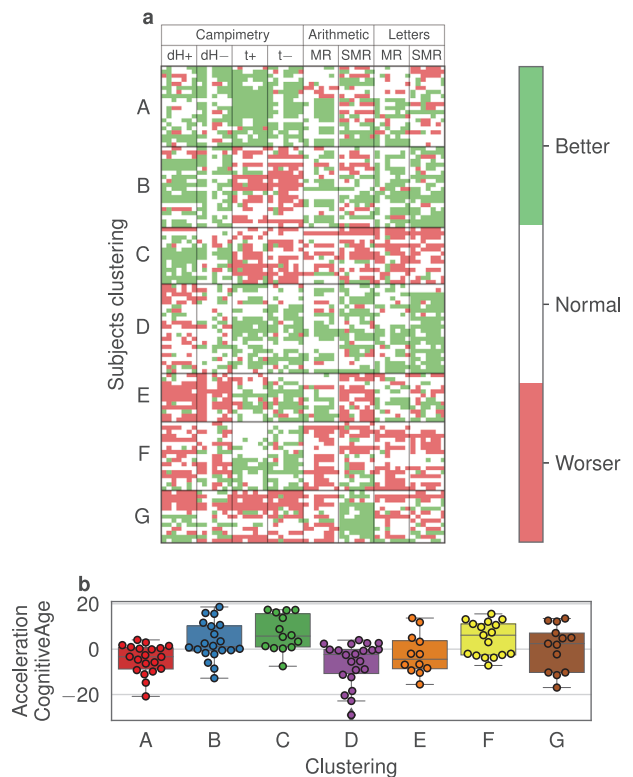 a
Campimetry Arithmetic Letters
dH+ dH− t+ t− MR SMR MR SMR
A
B
C
D
E
F
G
Subjects clustering
Better
Normal
Worser
b
20
0
−20
Acceleration
CognitiveAge
A B C D E F G
Clustering